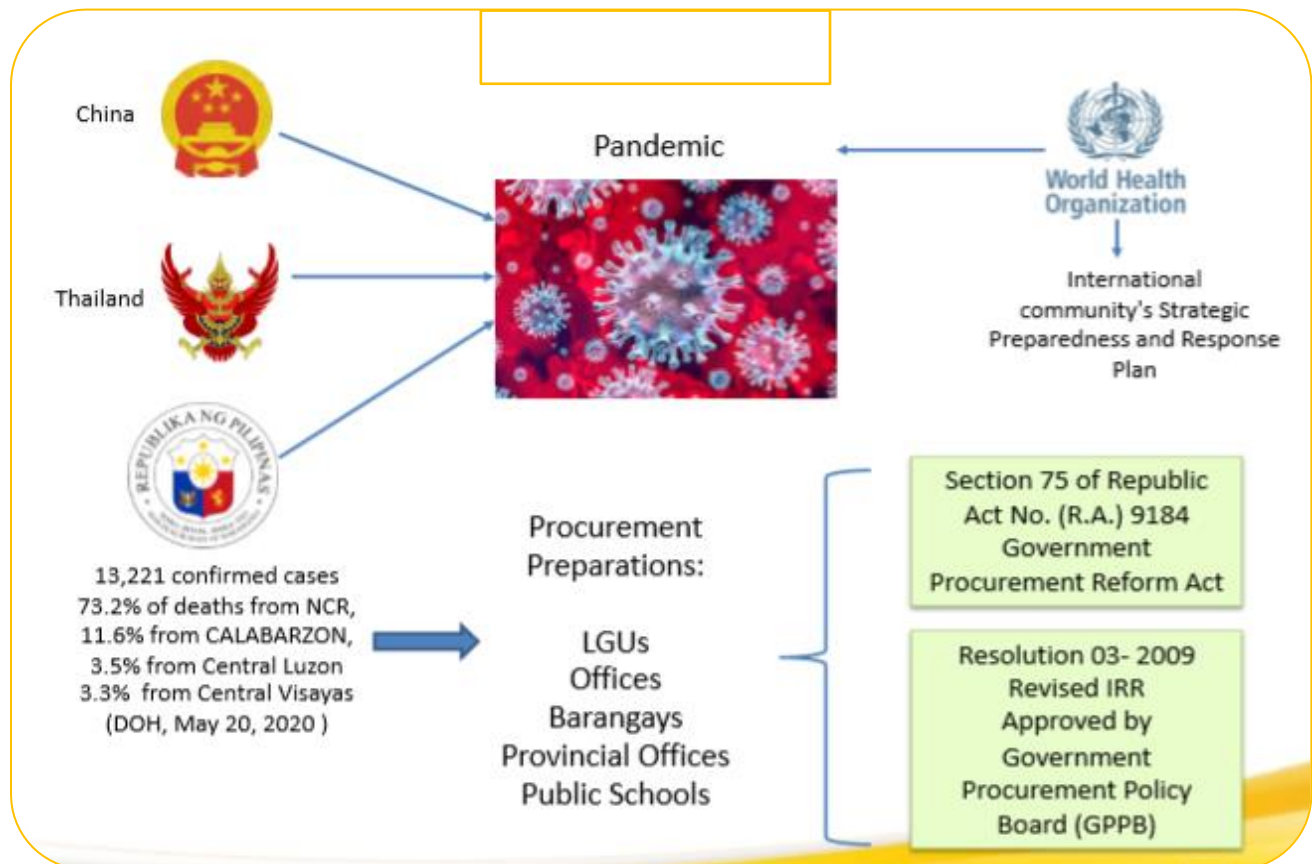 China
Thailand
REPUBLIKA NG PILIPINAS
13,221 confirmed cases
73.2% of deaths from NCR,
11.6% from CALABARZON,
3.5% from Central Luzon
3.3% from Central Visayas
(DOH, May 20, 2020 )
Pandemic
World Health
Organization
International
community's Strategic
Preparedness and Response
Plan
Procurement
Preparations:
LGUs
Offices
Barangays
Provincial Offices
Public Schools
Section 75 of Republic
Act No. (R.A.) 9184
Government
Procurement Reform Act
Resolution 03- 2009
Revised IRR
Approved by
Government
Procurement Policy
Board (GPPB)